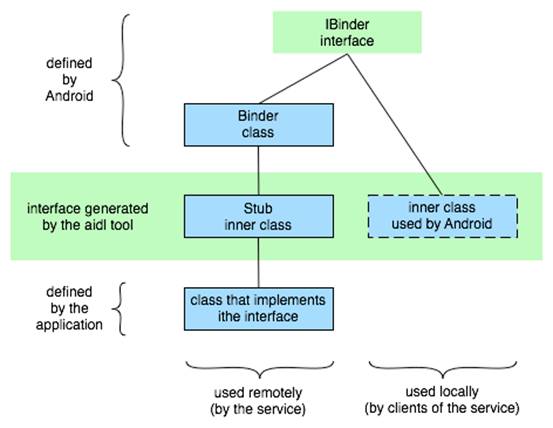 IBinder
interface
defined
by
Android
Binder
class
interface generated
by the aidl tool
Stub
inner class
inner class
used by Android
defined
by the
application
class that implements
ithe interface
used remotely
(by the service)
used locally
(by clients of the service)